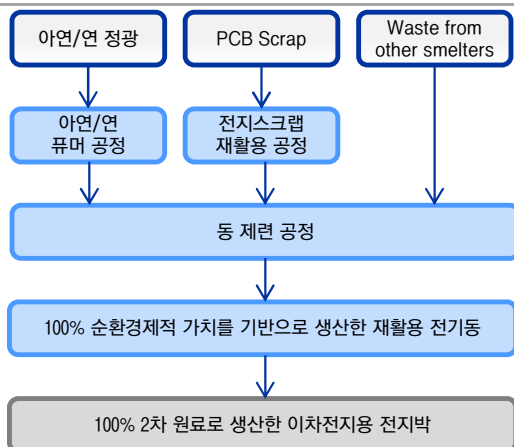 아연/연 정광
PCB Scrap
Waste from
other smelters
아연/연
퓨머 공정
전지스크랩
재활용 공정
동 제련 공정
100% 순환경제적 가치를 기반으로 생산한 재활용 전기동
100% 2차 원료로 생산한 이차전지용 전지박